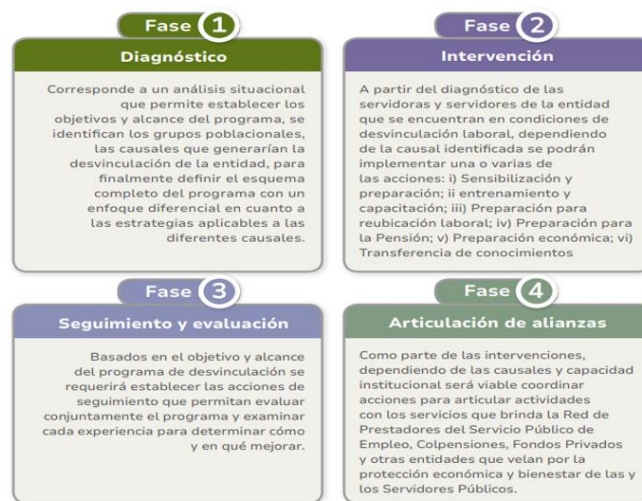 Fase 1
Diagnóstico
Corresponde a un análisis situacional
que permite establecer los
objetivos y alcance del programa, se
identifican los grupos poblacionales,
las causales que generarían la
desvinculación de la entidad, para
finalmente definir el esquema
completo del programa con un
enfoque diferencial en cuanto a
las estrategias aplicables a las
diferentes causales.
Fase 2
Intervención
A partir del diagnóstico de las
servidoras y servidores de la entidad
que se encuentran en condiciones de
desvinculación laboral, dependiendo
de la causal identificada se podrán
implementar una o varias de
las acciones: i) Sensibilización y
preparación; ii entrenamiento y
capacitación; iii) Preparación para
reubicación laboral; iv) Preparación para
la Pensión; v) Preparación económica; vi)
Transferencia de conocimientos
Fase 3
Seguimiento y evaluación
Basados en el objetivo y alcance
del programa de desvinculación se
requerirá establecer las acciones de
seguimiento que permitan evaluar
conjuntamente el programa y examinar
cada experiencia para determinar cómo
y en qué mejorar.
Fase 4
Articulación de alianzas
Como parte de las intervenciones,
dependiendo de las causales y capacidad
institucional será viable coordinar
acciones para articular actividades
con los servicios que brinda la Red de
Prestadores del Servicio Público de
Empleo, Colpensiones, Fondos Privados
y otras entidades que velan por la
protección económica y bienestar de las y
los Servidores Públicos.